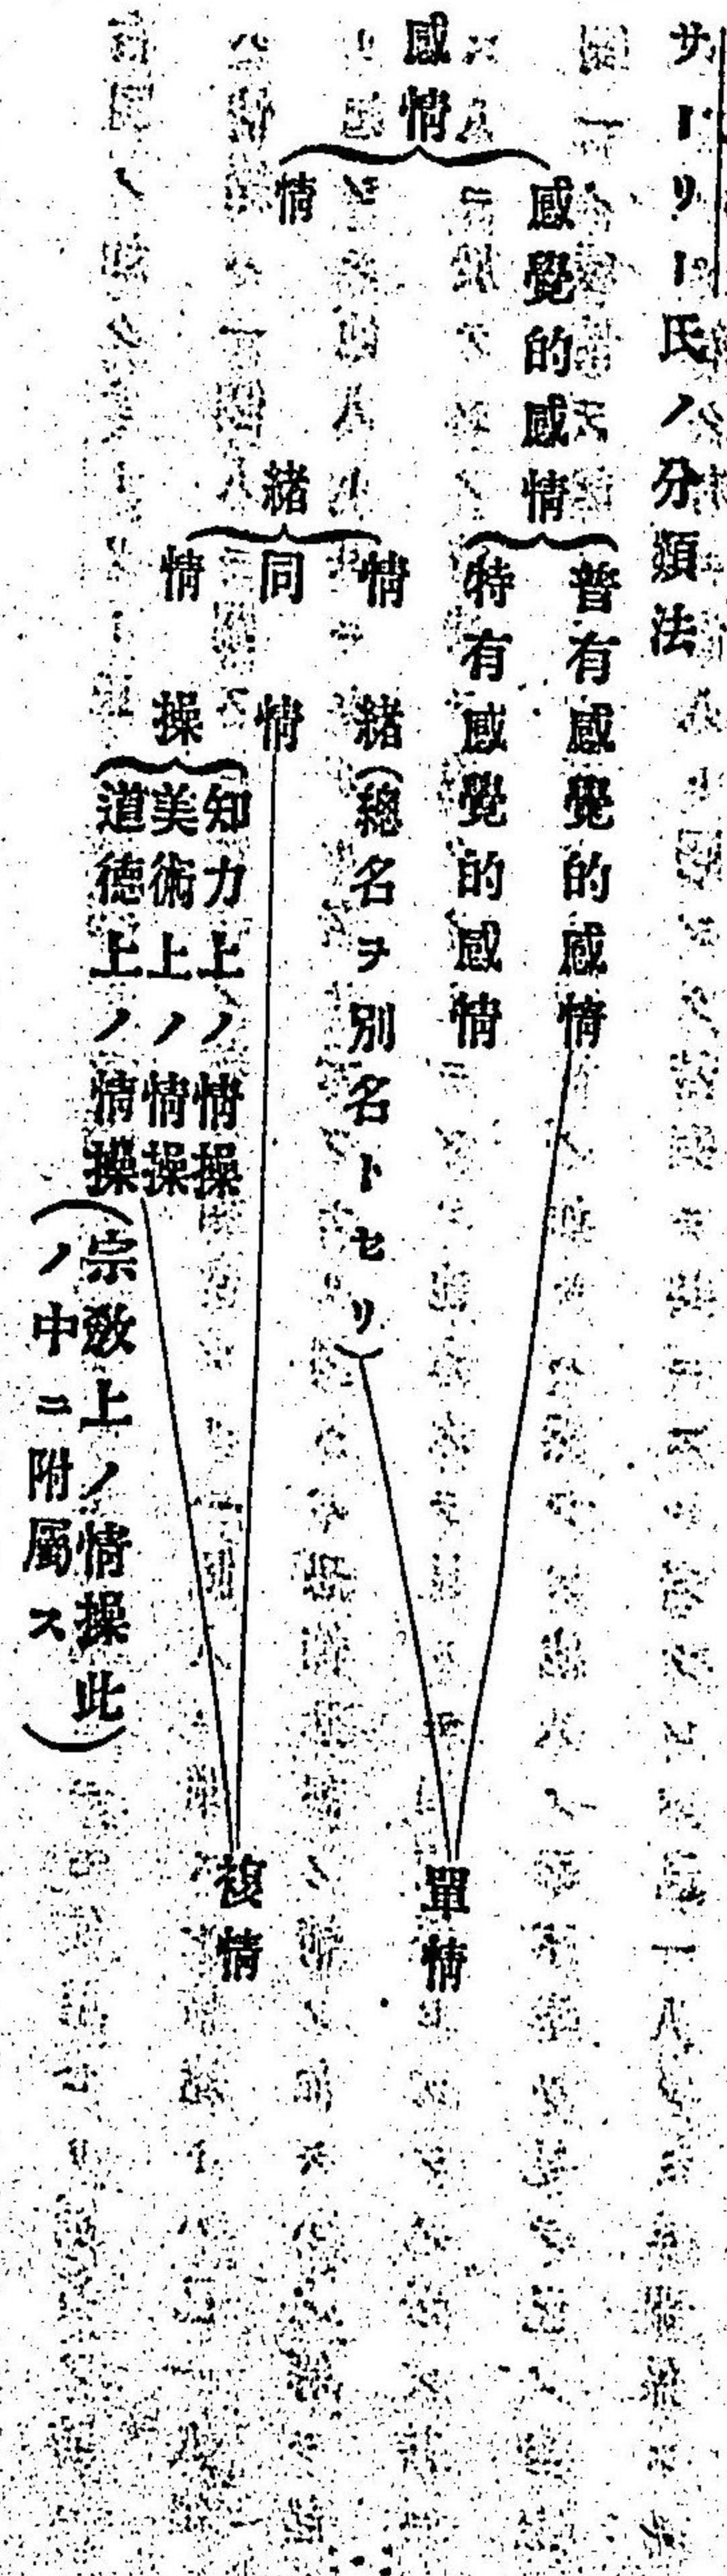 サーリー氏ノ分類法
感情
感覺的感情
普有感覺的感情
特有感覺的感情
情緒
情緒(總名ヲ別名トセリ)
同情
情操
知力上ノ情操
美術上ノ情操
道德上ノ情操
(宗敎上ノ情操此
ノ中ニ附屬ス)
單情
複情